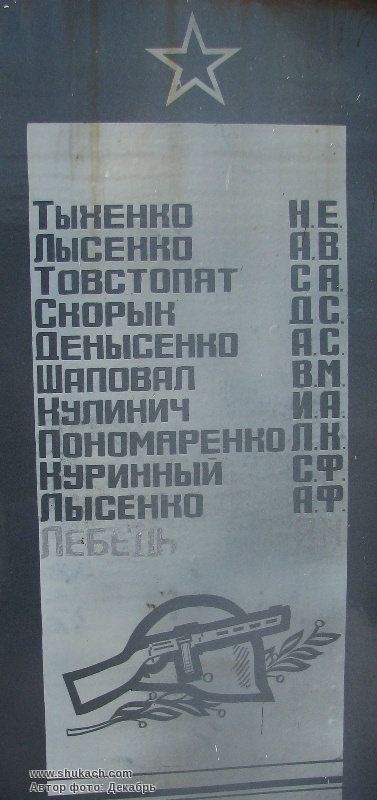 Тыженко Н.Е.
Лысенко А.В.
Товстопят С А.
Скорык Д С.
Денысенко А.С.
Шаповал В.М.
Кулинич И А.
Пономаренко Л.К.
Куринный С.Ф.
Лысенко А.Ф.
Лебедь
www.shukach.com
Автор фото: Декабрь